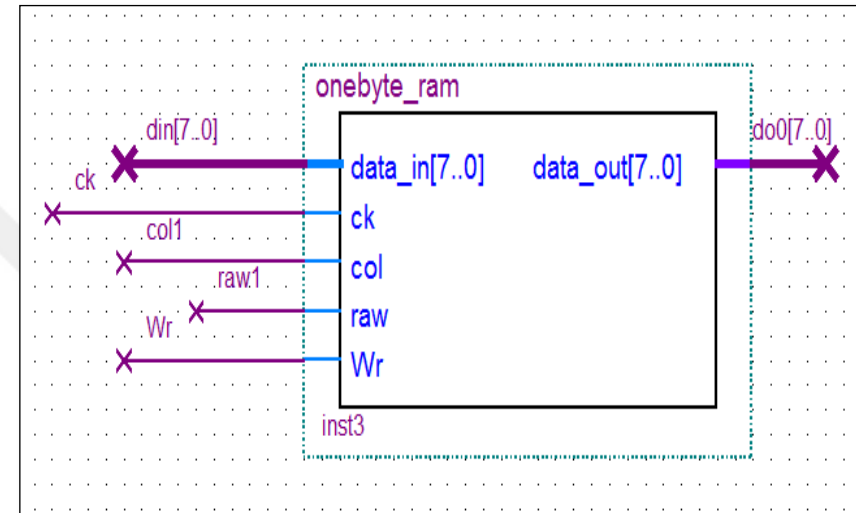 onebyte_ram
din[7..0]
do0[7..0]
data_in[7..0] data_out[7..0]
ck
ck
col1
col
raw1
raw
Wr
Wr
inst3